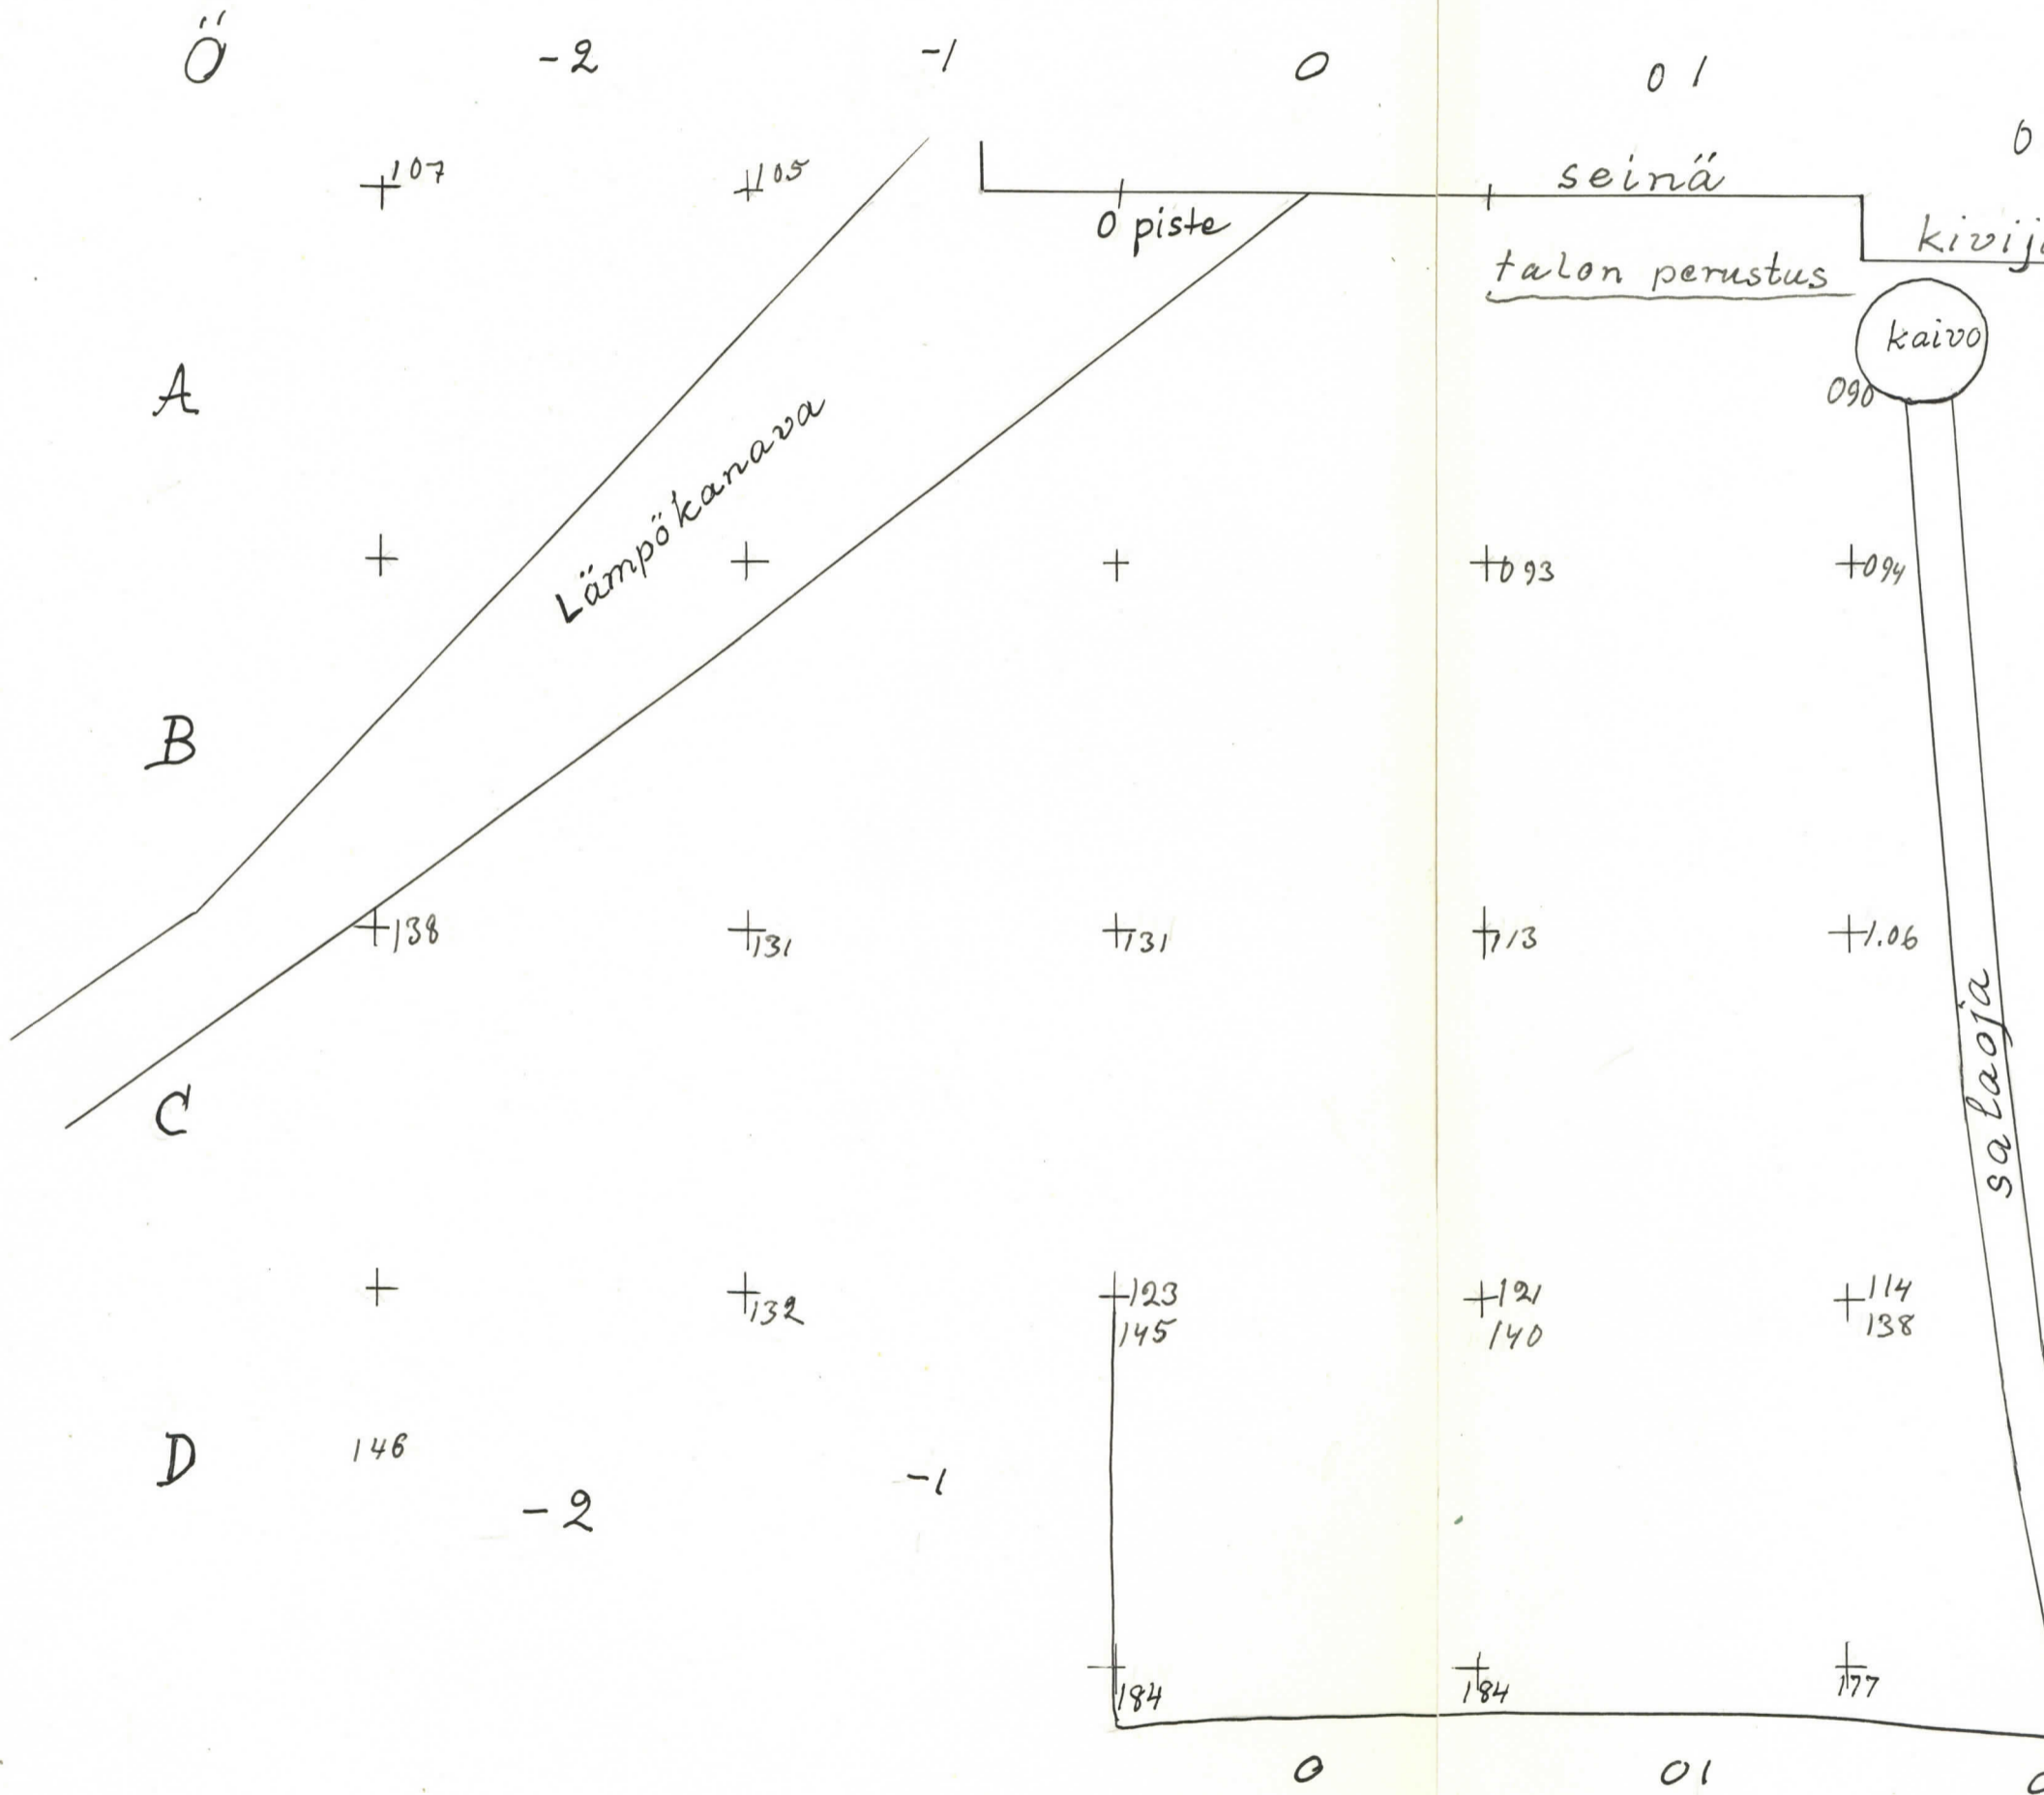 Ö -2 -1 0 01
0
107 105 seinä
0 piste
talon perustus
kaivo
A
090
Lämpökanava
093 094
B
138 131 131 113 1.06
salaoja
C
132 123 121 114
145 140 138
D 146
-2 -1
184 184 177
0 01